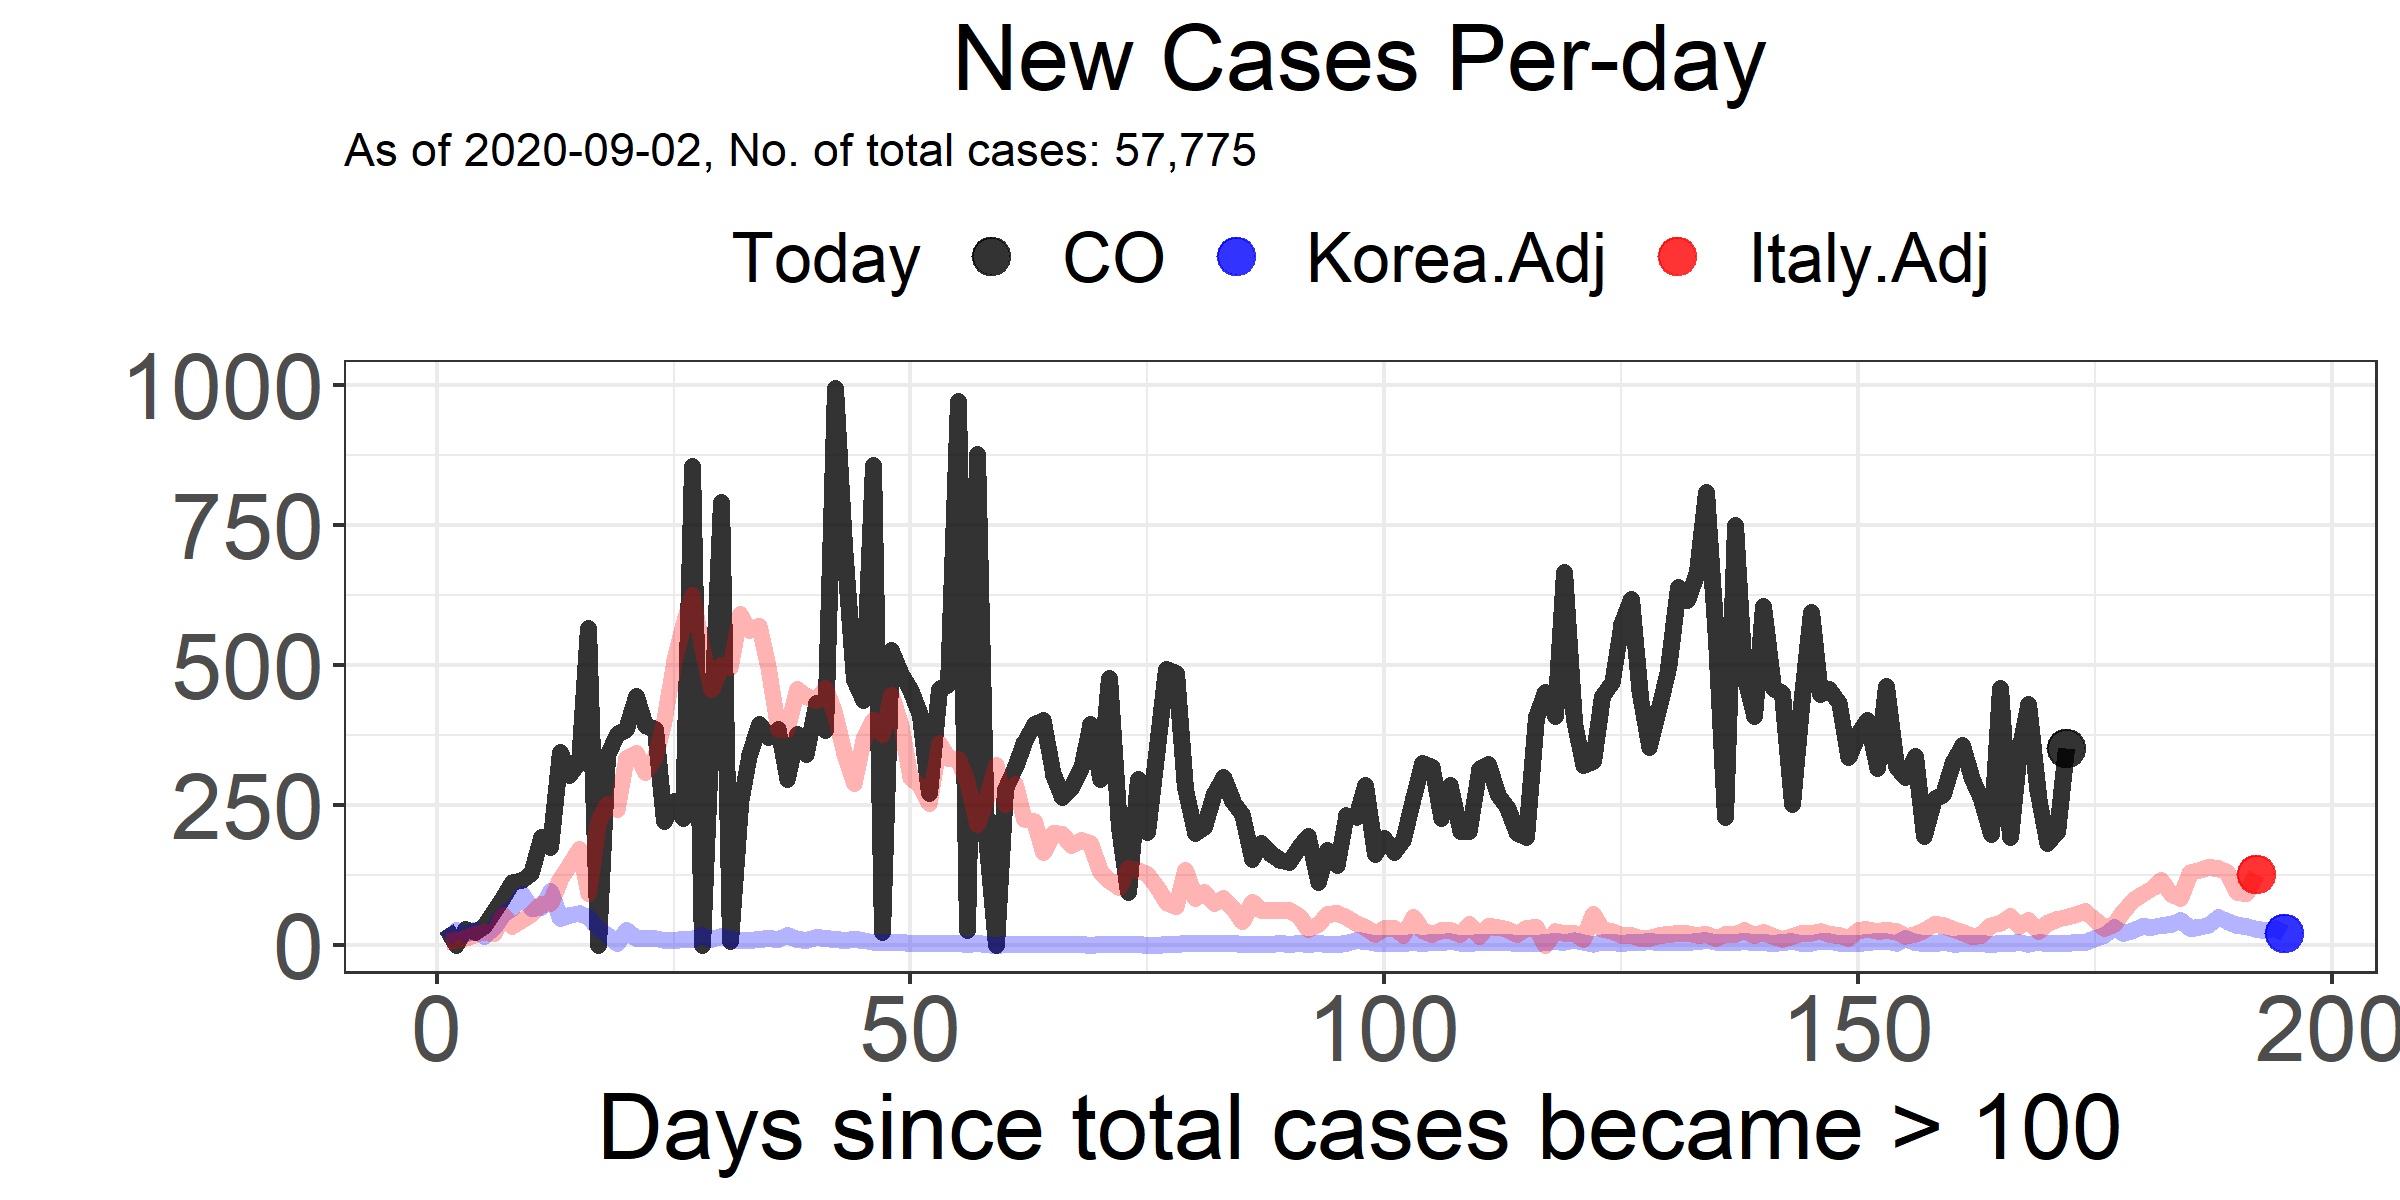 New Cases Per-day
As of 2020-09-02, No. of total cases: 57,775
Today CO Korea.Adj Italy.Adj
1000
750
500
250
0
0 50 100 150 200
Days since total cases became > 100